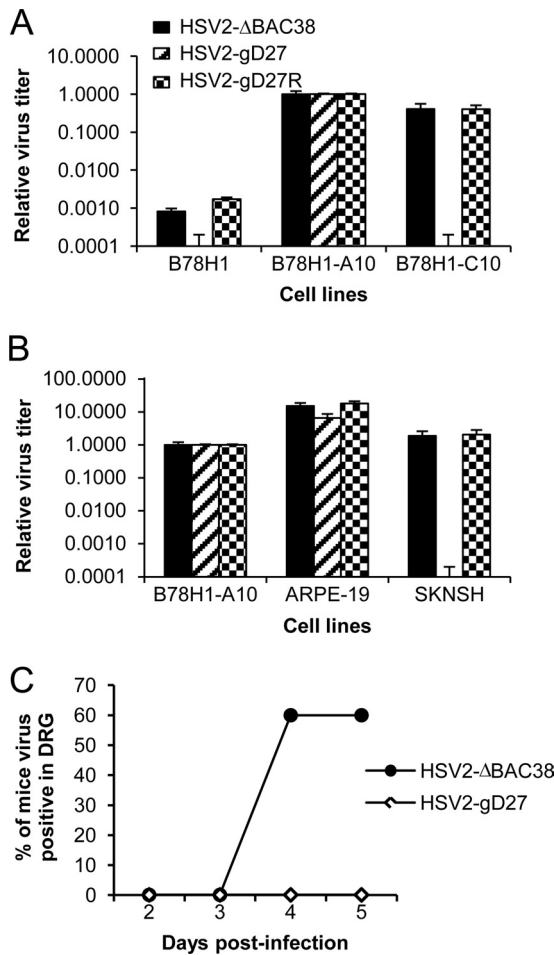 A
HSV2-ΔBAC38
HSV2-gD27
HSV2-gD27R
10.0000
1.0000
0.1000
0.0100
0.0010
0.0001
Relative virus titer
B78H1
B78H1-A10
B78H1-C10
Cell lines
B
100.0000
10.0000
1.0000
0.1000
0.0100
0.0010
0.0001
Relative virus titer
B78H1-A10
ARPE-19
SKNSH
Cell lines
C
70
60
50
40
30
20
10
0
% of mice virus
positive in DRG
HSV2-ΔBAC38
HSV2-gD27
2 3 4 5
Days post-infection